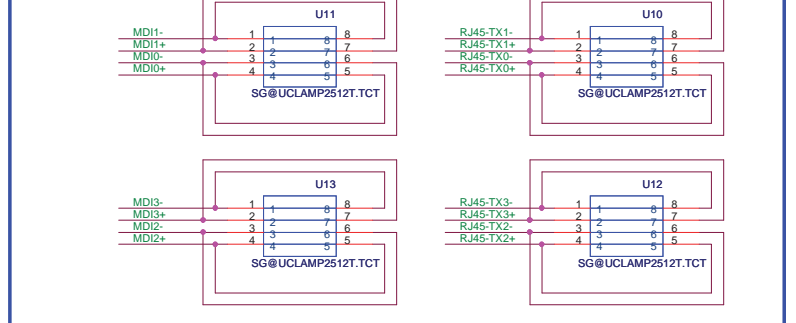 U11
MDI1- 1 1 8 8
MDI1+ 2 2 7 7
MDI0- 3 3 6 6
MDI0+ 4 4 5 5
SG@UCLAMP2512T.TCT
U10
RJ45-TX1- 1 1 8 8
RJ45-TX1+ 2 2 7 7
RJ45-TX0- 3 3 6 6
RJ45-TX0+ 4 4 5 5
SG@UCLAMP2512T.TCT
U13
MDI3- 1 1 8 8
MDI3+ 2 2 7 7
MDI2- 3 3 6 6
MDI2+ 4 4 5 5
SG@UCLAMP2512T.TCT
U12
RJ45-TX3- 1 1 8 8
RJ45-TX3+ 2 2 7 7
RJ45-TX2- 3 3 6 6
RJ45-TX2+ 4 4 5 5
SG@UCLAMP2512T.TCT